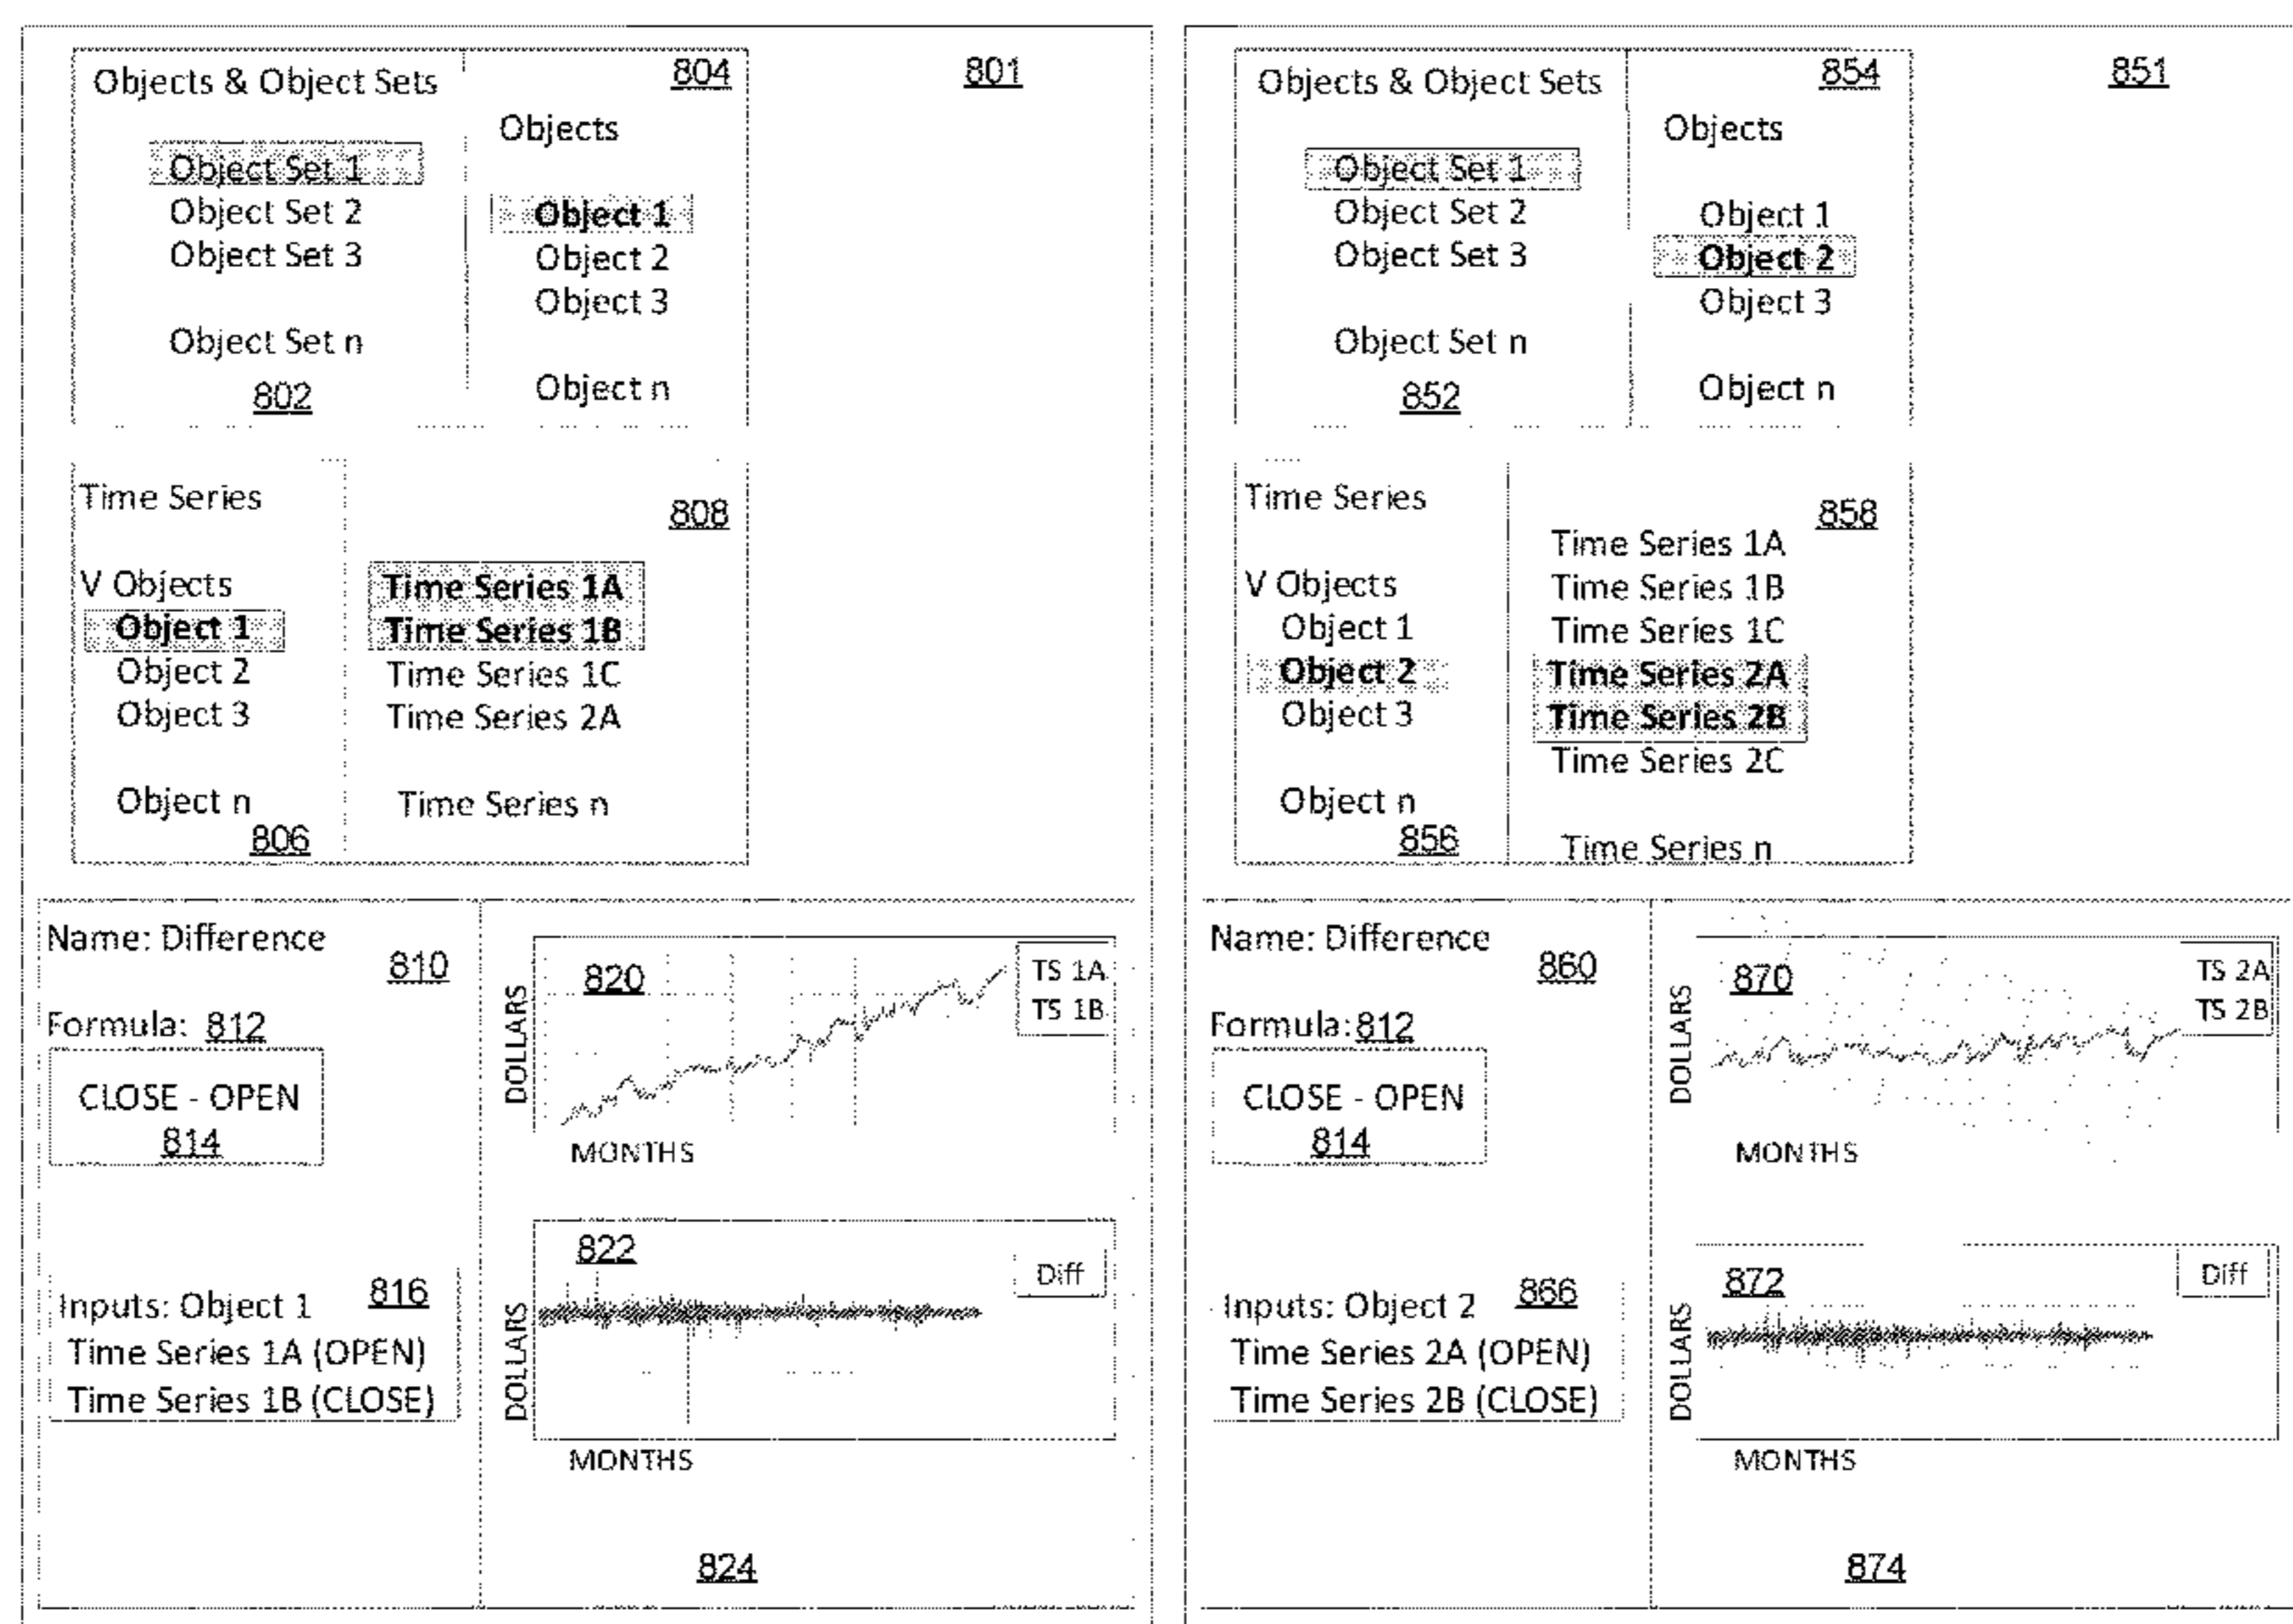 Objects & Object Sets
804
801
Objects
Object Set 1
Object Set 2
Object Set 3
Object Set n
802
Object 1
Object 2
Object 3
Object n
Time Series
808
V Objects
Object 1
Object 2
Object 3
Object n
806
Time Series 1A
Time Series 1B
Time Series 1C
Time Series 2A
Time Series n
Name: Difference
810
Formula: 812
CLOSE - OPEN
814
Inputs: Object 1 816
Time Series 1A (OPEN)
Time Series 1B (CLOSE)
820
TS 1A
TS 1B
DOLLARS
MONTHS
822
Diff
DOLLARS
MONTHS
824
Objects & Object Sets
854
851
Objects
Object Set 1
Object Set 2
Object Set 3
Object Set n
852
Object 1
Object 2
Object 3
Object n
Time Series
858
V Objects
Object 1
Object 2
Object 3
Object n
856
Time Series 1A
Time Series 1B
Time Series 1C
Time Series 2A
Time Series 2B
Time Series 2C
Time Series n
Name: Difference
860
Formula: 812
CLOSE - OPEN
814
Inputs: Object 2 866
Time Series 2A (OPEN)
Time Series 2B (CLOSE)
870
TS 2A
TS 2B
DOLLARS
MONTHS
872
Diff
DOLLARS
MONTHS
874